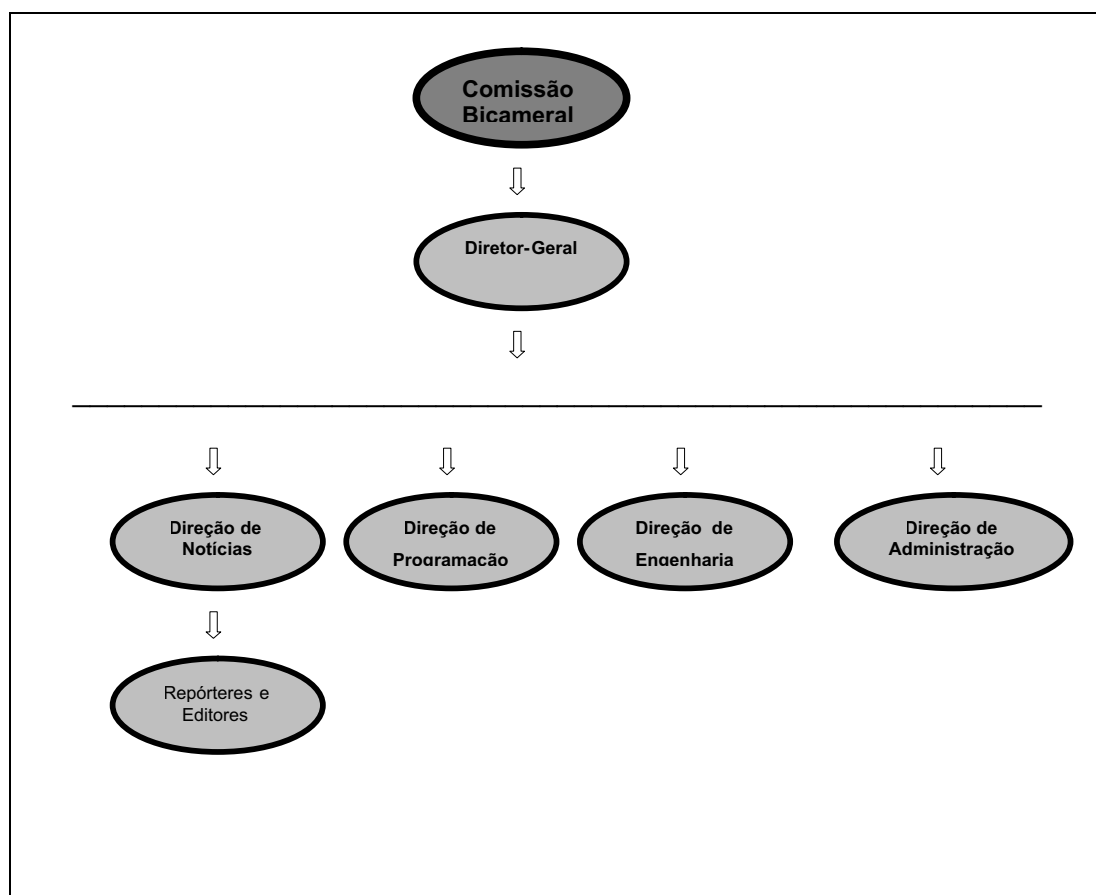 Comissão
Bicameral
Diretor-Geral
Direção de
Notícias
Direção de
Programação
Direção de
Engenharia
Direção de
Administração
Repórteres e
Editores